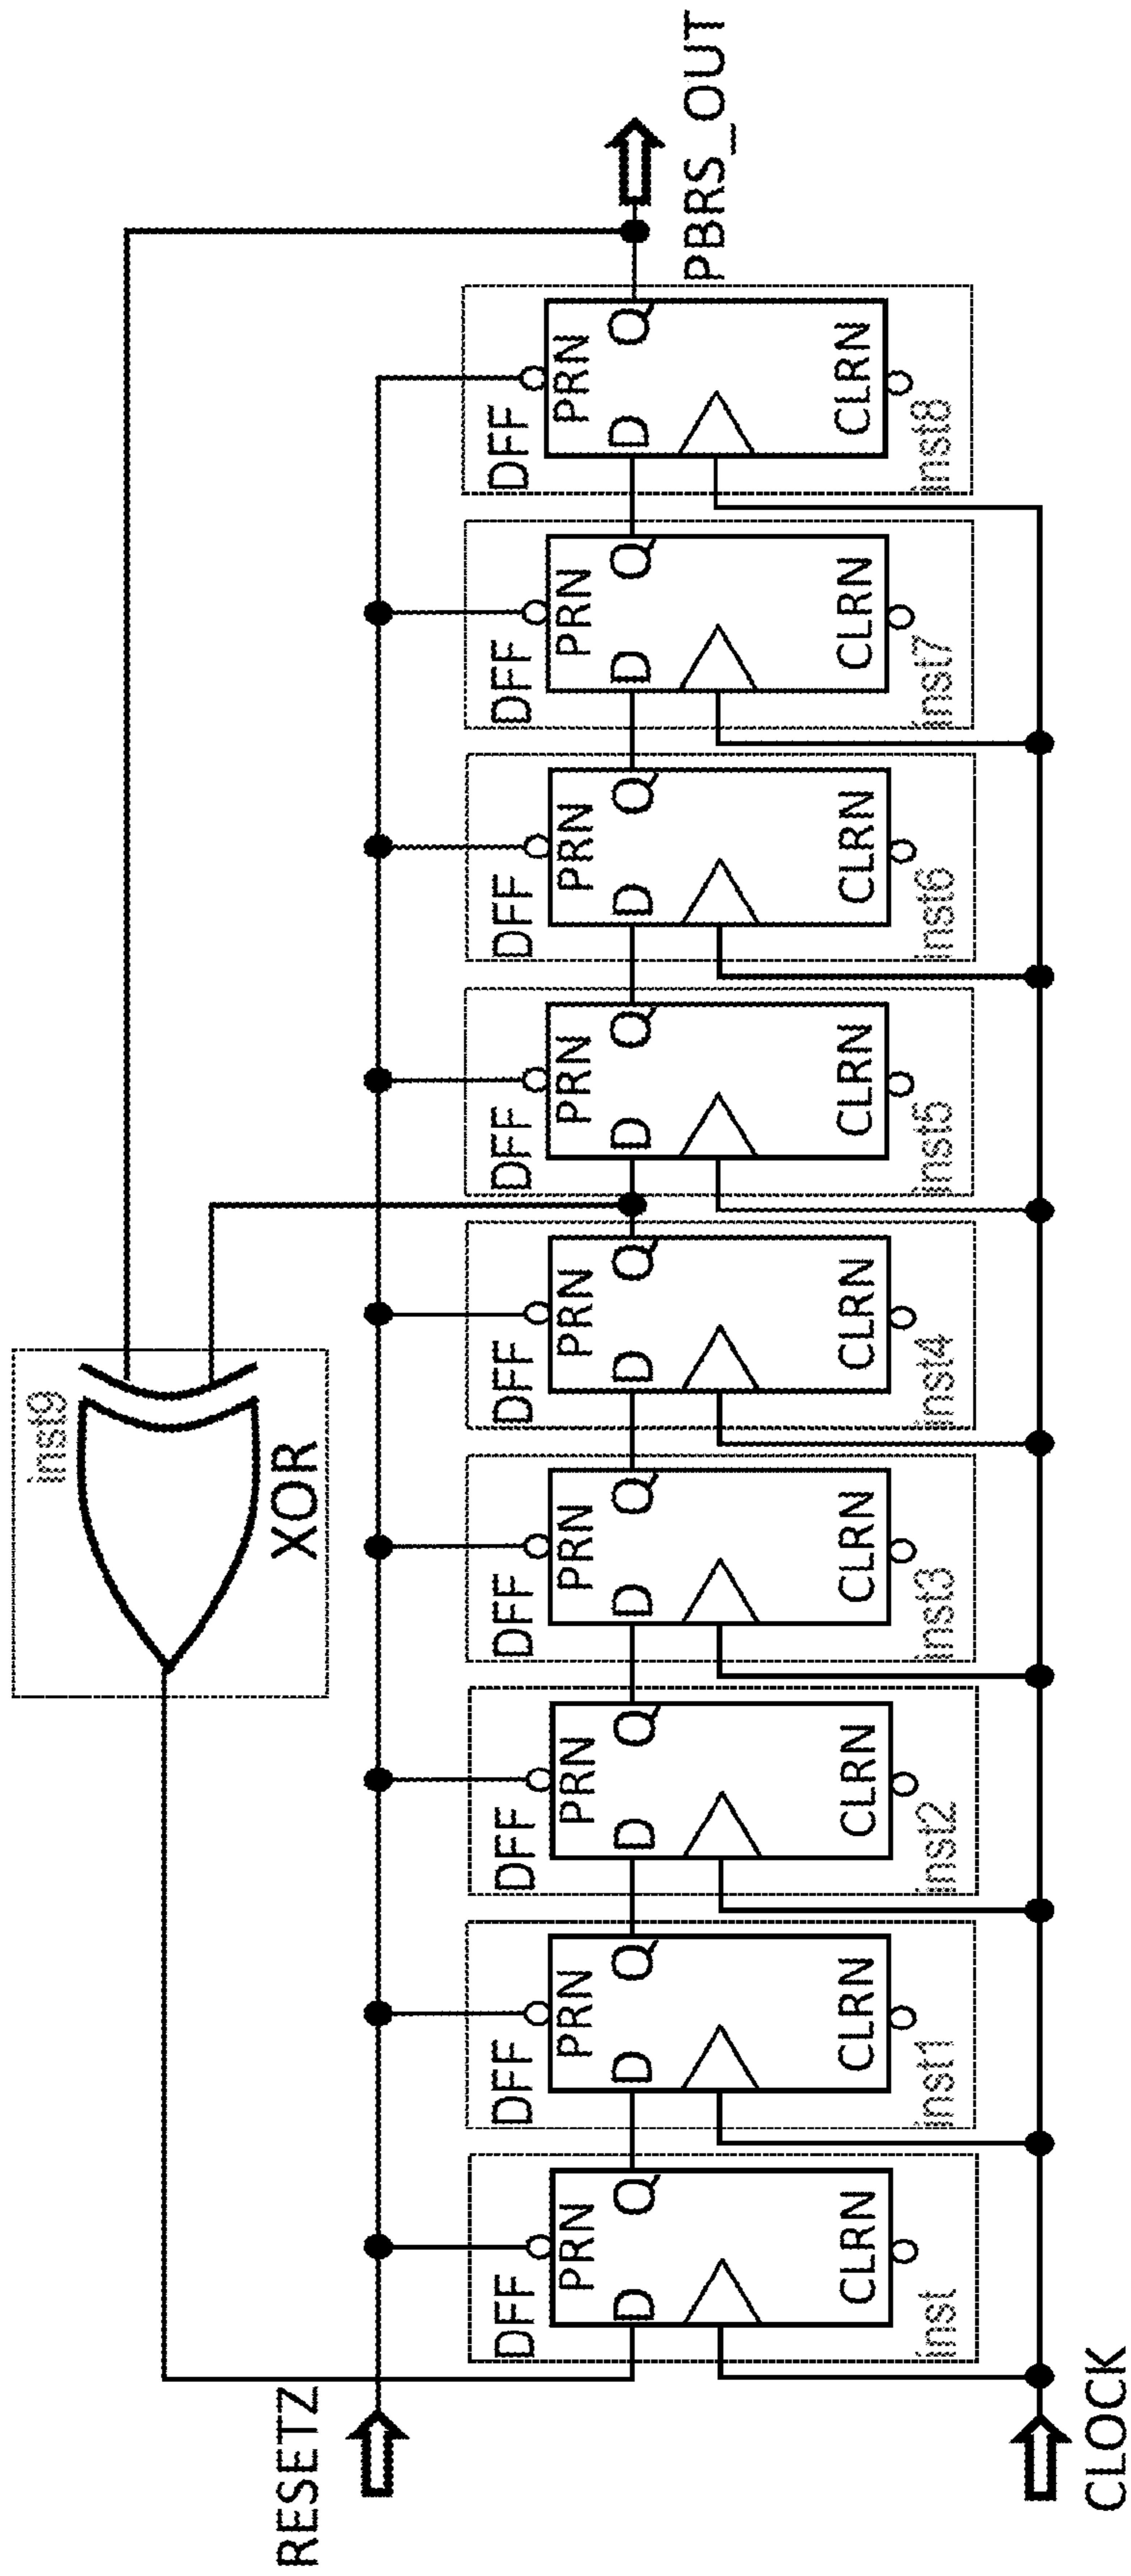 inst9
XOR
RESETZ
DFF
PRN
D
Q
CLRN
inst
DFF
PRN
D
Q
CLRN
inst1
DFF
PRN
D
Q
CLRN
inst2
DFF
PRN
D
Q
CLRN
inst3
DFF
PRN
D
Q
CLRN
inst4
DFF
PRN
D
Q
CLRN
inst5
DFF
PRN
D
Q
CLRN
inst6
DFF
PRN
D
Q
CLRN
inst7
DFF
PRN
D
Q
CLRN
inst8
PBRS_OUT
CLOCK